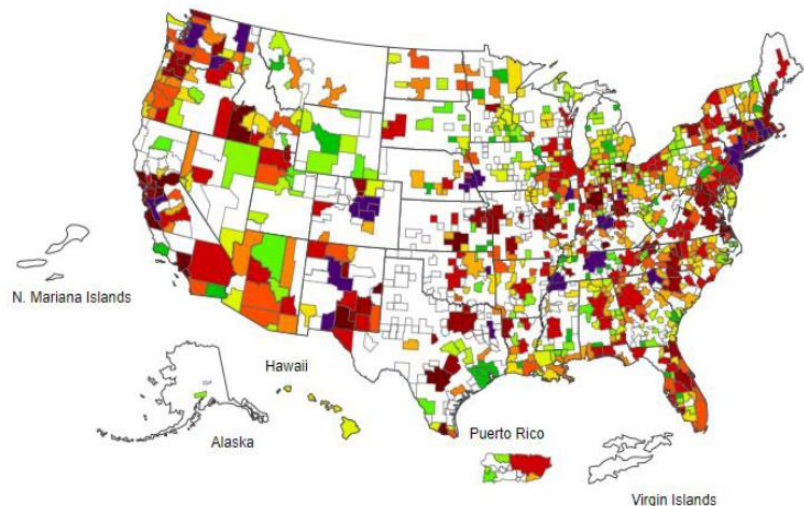 N. Mariana Islands
Hawaii
Alaska
Puerto Rico
Virgin Islands